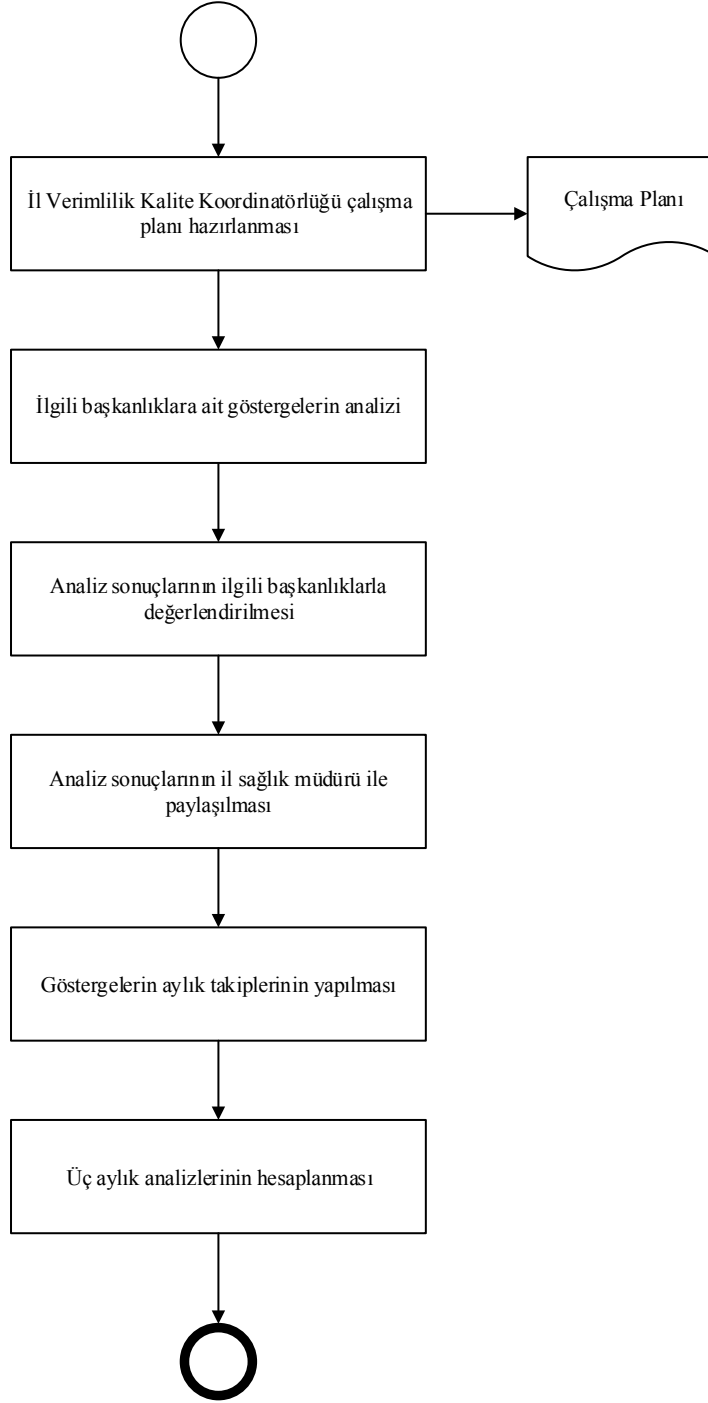 İl Verimlilik Kalite Koordinatörlüğü çalışma
planı hazırlanması
Çalışma Planı
İlgili başkanlıklara ait göstergelerin analizi
Analiz sonuçlarının ilgili başkanlıklarla
değerlendirilmesi
Analiz sonuçlarının il sağlık müdürü ile
paylaşılması
Göstergelerin aylık takiplerinin yapılması
Üç aylık analizlerinin hesaplanması